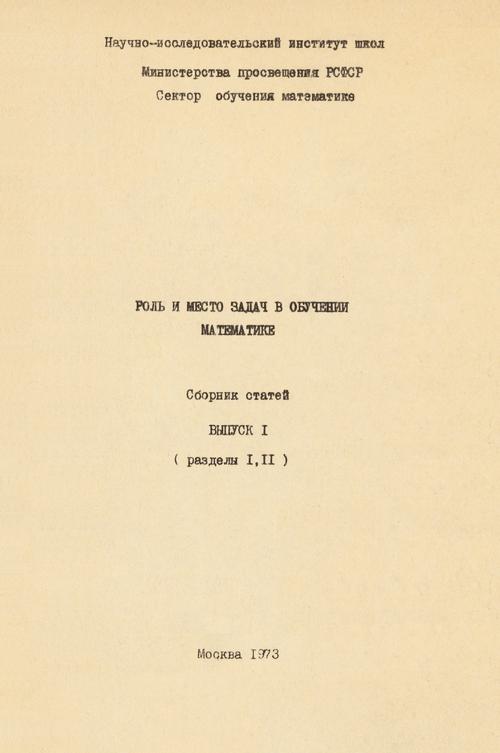 Научно-исследовательский институт школ
Министерства просвещения РСФСР
Сектор обучения математике
РОЛЬ И МЕСТО ЗАДАЧ В ОБУЧЕНИИ
МАТЕМАТИКЕ
Сборник статей
ВЫПУСК I
( разделы I,II )
Москва 1973